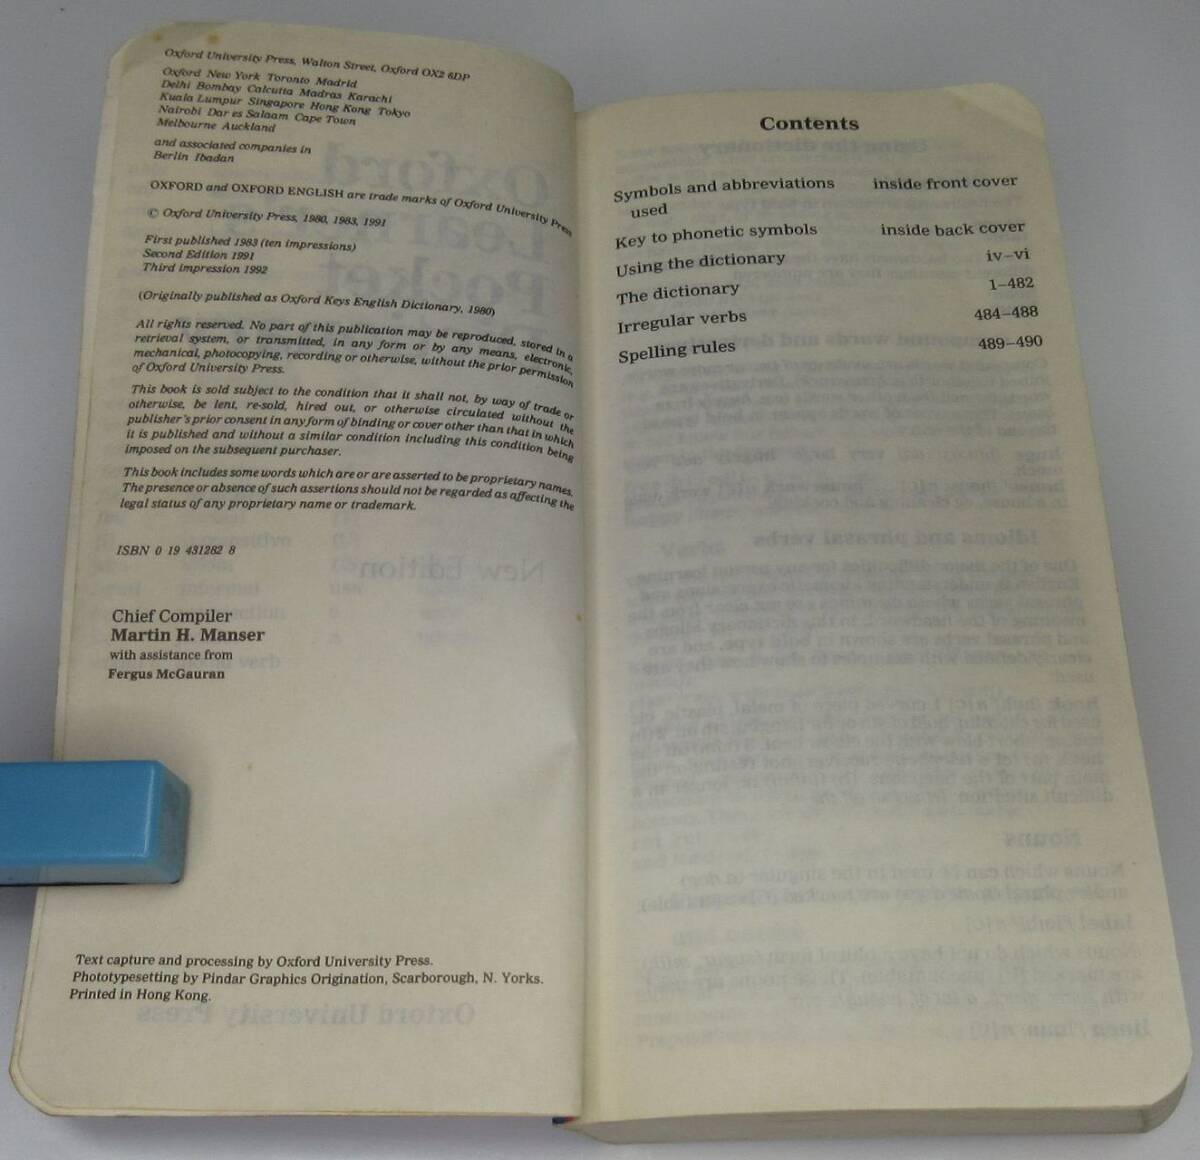 Oxford University Press, Walton Street, Oxford OX2 6DP
Oxford New York Toronto Madrid
Delhi Bombay Calcutta Madras Karachi
Kuala Lumpur Singapore Hong Kong Tokyo
Nairobi Dar es Salaam Cape Town
Melbourne Auckland
and associated companies in
Berlin Ibadan
OXFORD and OXFORD ENGLISH are trade marks of Oxford University Press
© Oxford University Press, 1980, 1983, 1991
First published 1983 (ten impressions)
Second Edition 1991
Third impression 1992
(Originally published as Oxford Keys English Dictionary, 1980)
All rights reserved. No part of this publication may be reproduced, stored in a
retrieval system, or transmitted, in any form or by any means, electronic,
mechanical, photocopying, recording or otherwise, without the prior permission
of Oxford University Press.
This book is sold subject to the condition that it shall not, by way of trade or
otherwise, be lent, re-sold, hired out, or otherwise circulated without the
publisher's prior consent in any form of binding or cover other than that in which
it is published and without a similar condition including this condition being
imposed on the subsequent purchaser.
This book includes some words which are or are asserted to be proprietary names.
The presence or absence of such assertions should not be regarded as affecting the
legal status of any proprietary name or trademark.
ISBN 0 19 431282 8
Chief Compiler
Martin H. Manser
with assistance from
Fergus McGauran
Text capture and processing by Oxford University Press.
Phototypesetting by Pindar Graphics Origination, Scarborough, N. Yorks.
Printed in Hong Kong.
Contents
Symbols and abbreviations inside front cover
used
Key to phonetic symbols inside back cover
Using the dictionary iv–vi
The dictionary 1–482
Irregular verbs 484–488
Spelling rules 489–490